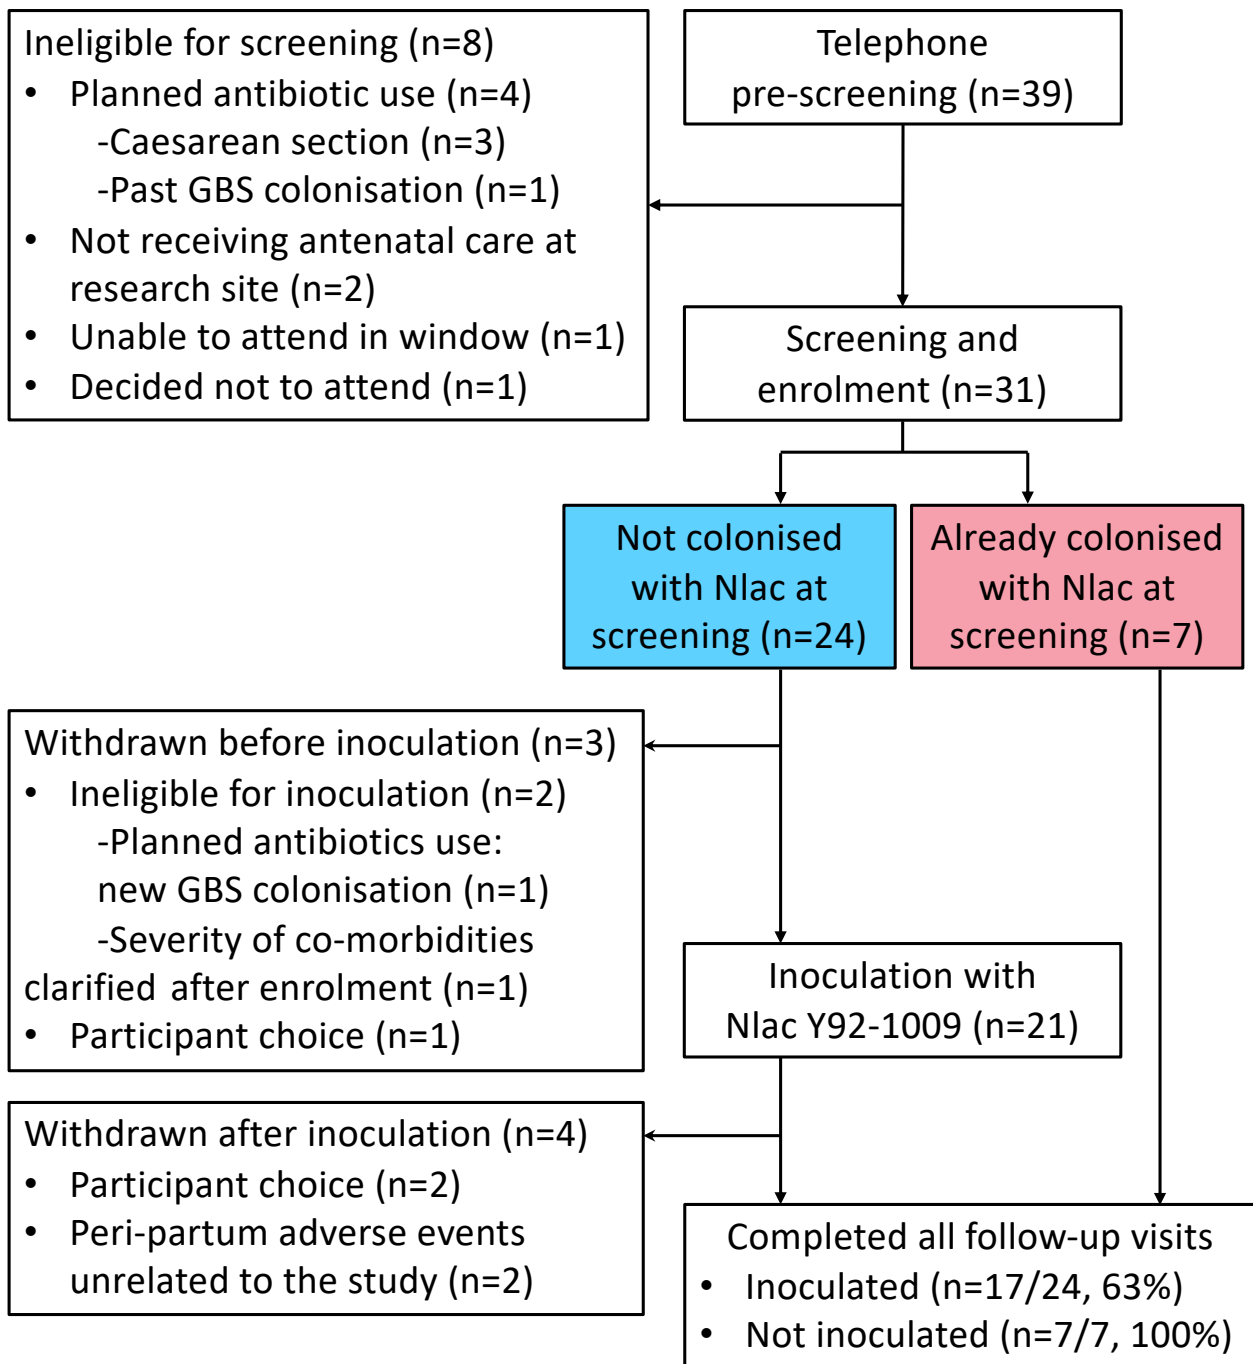 Ineligible for screening (n=8)
• Planned antibiotic use (n=4)
-Caesarean section (n=3)
-Past GBS colonisation (n=1)
• Not receiving antenatal care at
research site (n=2)
• Unable to attend in window (n=1)
• Decided not to attend (n=1)
Telephone
pre-screening (n=39)
Screening and
enrolment (n=31)
Not colonised
with Nlac at
screening (n=24)
Already colonised
with Nlac at
screening (n=7)
Withdrawn before inoculation (n=3)
• Ineligible for inoculation (n=2)
-Planned antibiotics use:
new GBS colonisation (n=1)
-Severity of co-morbidities
clarified after enrolment (n=1)
• Participant choice (n=1)
Inoculation with
Nlac Y92-1009 (n=21)
Withdrawn after inoculation (n=4)
• Participant choice (n=2)
• Peri-partum adverse events
unrelated to the study (n=2)
Completed all follow-up visits
• Inoculated (n=17/24, 63%)
• Not inoculated (n=7/7, 100%)